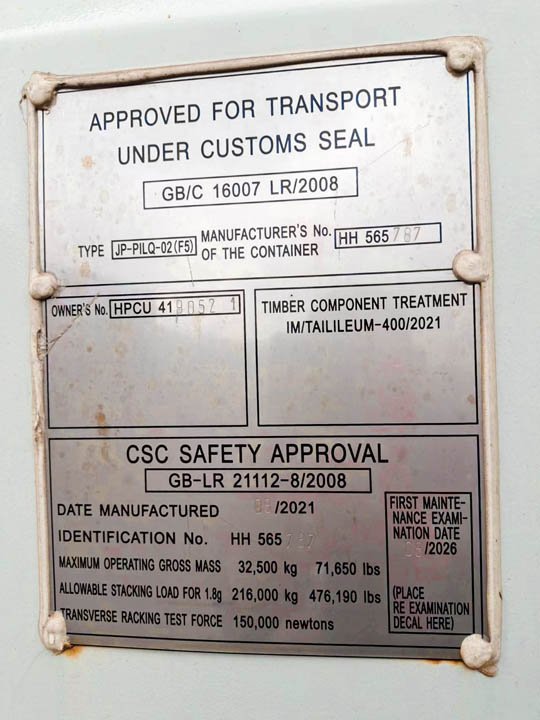 APPROVED FOR TRANSPORT
UNDER CUSTOMS SEAL
GB/C 16007 LR/2008
TYPE JP-PILQ-02(F5) MANUFACTURER'S No. OF THE CONTAINER HH 565787
OWNER'S No. HPCU 41
TIMBER COMPONENT TREATMENT
IM/TAILILEUM-400/2021
CSC SAFETY APPROVAL
GB-LR 21112-8/2008
DATE MANUFACTURED /2021
IDENTIFICATION No. HH 565787
MAXIMUM OPERATING GROSS MASS 32,500 kg 71,650 lbs
ALLOWABLE STACKING LOAD FOR 1.8g 216,000 kg 476,190 lbs
TRANSVERSE RACKING TEST FORCE 150,000 newtons
FIRST MAINTE-
NANCE EXAMI-
NATION DATE
/2026
(PLACE
RE EXAMINATION
DECAL HERE)